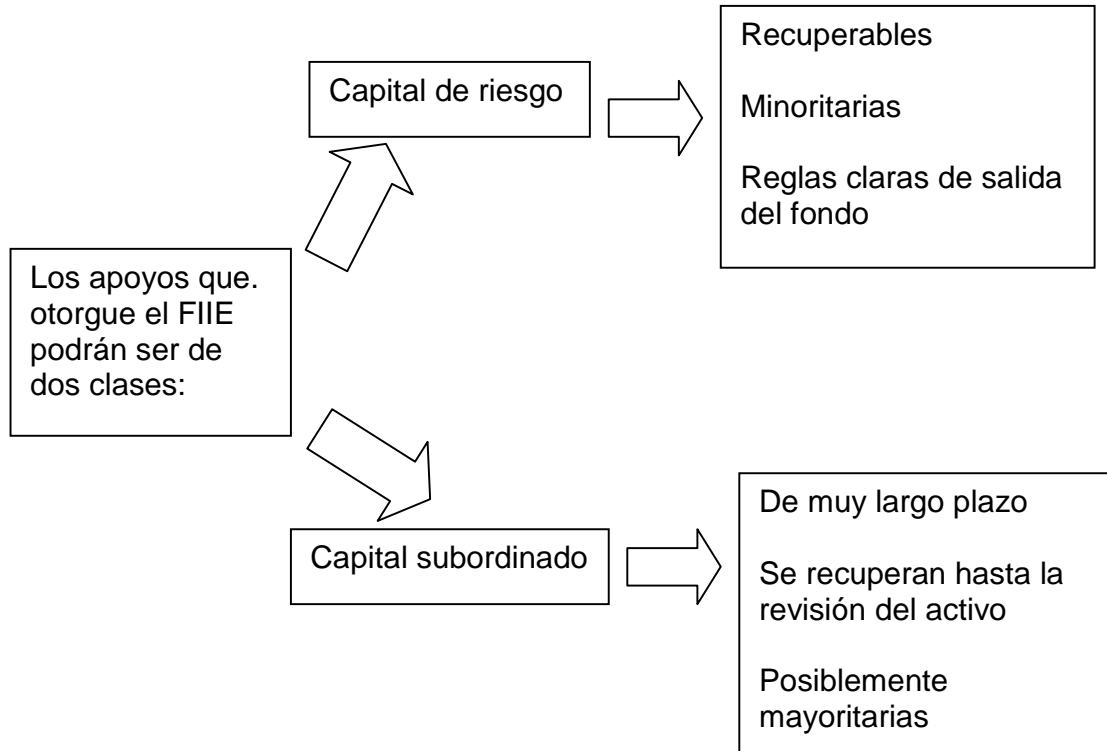 Los apoyos que.
otorgue el FIIE
podrán ser de
dos clases:
Capital de riesgo
Recuperables
Minoritarias
Reglas claras de salida
del fondo
Capital subordinado
De muy largo plazo
Se recuperan hasta la
revisión del activo
Posiblemente
mayoritarias